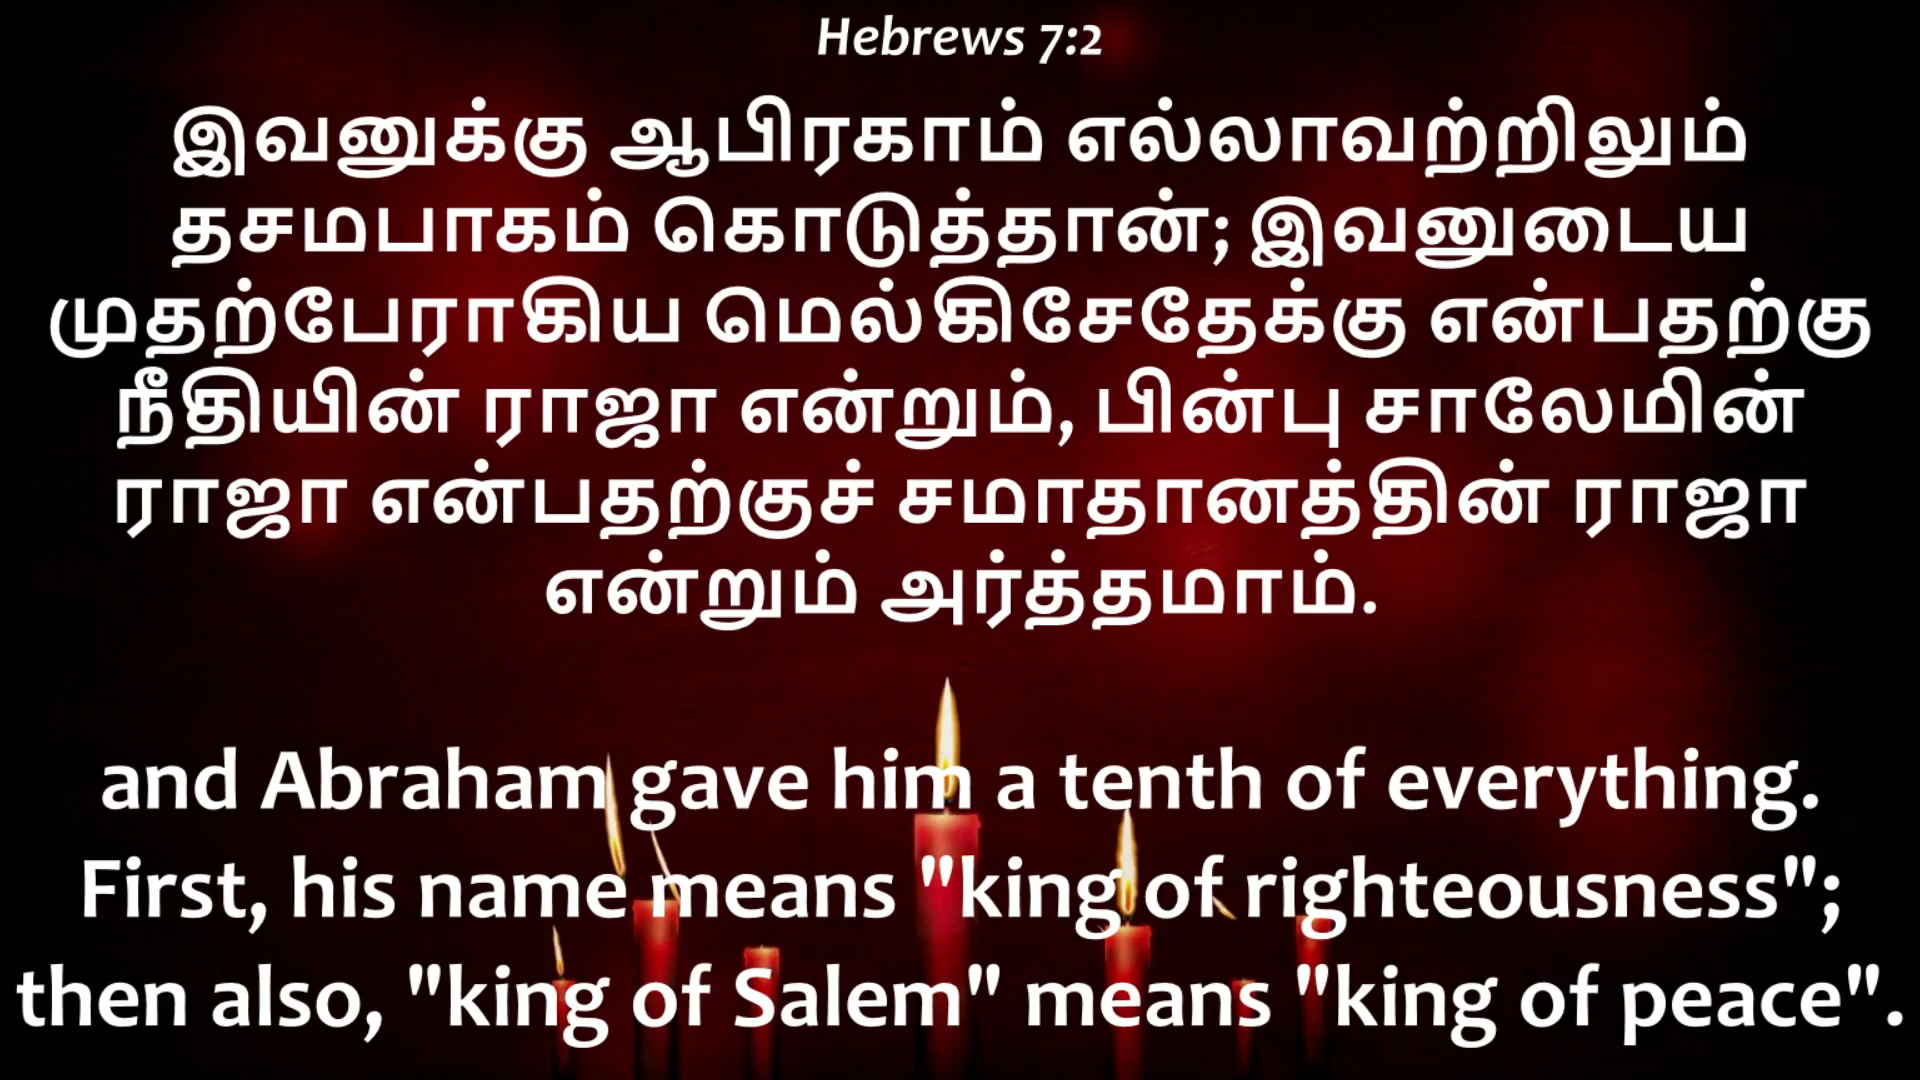 Hebrews 7:2
இவனுக்கு ஆபிரகாம் எல்லாவற்றிலும்
தசமபாகம் கொடுத்தான்; இவனுடைய
முதற்பேராகிய மெல்கிசேதேக்கு என்பதற்கு
நீதியின் ராஜா என்றும், பின்பு சாலேமின்
ராஜா என்பதற்குச் சமாதானத்தின் ராஜா
என்றும் அர்த்தமாம்.
and Abraham gave him a tenth of everything.
First, his name means "king of righteousness";
then also, "king of Salem" means "king of peace".